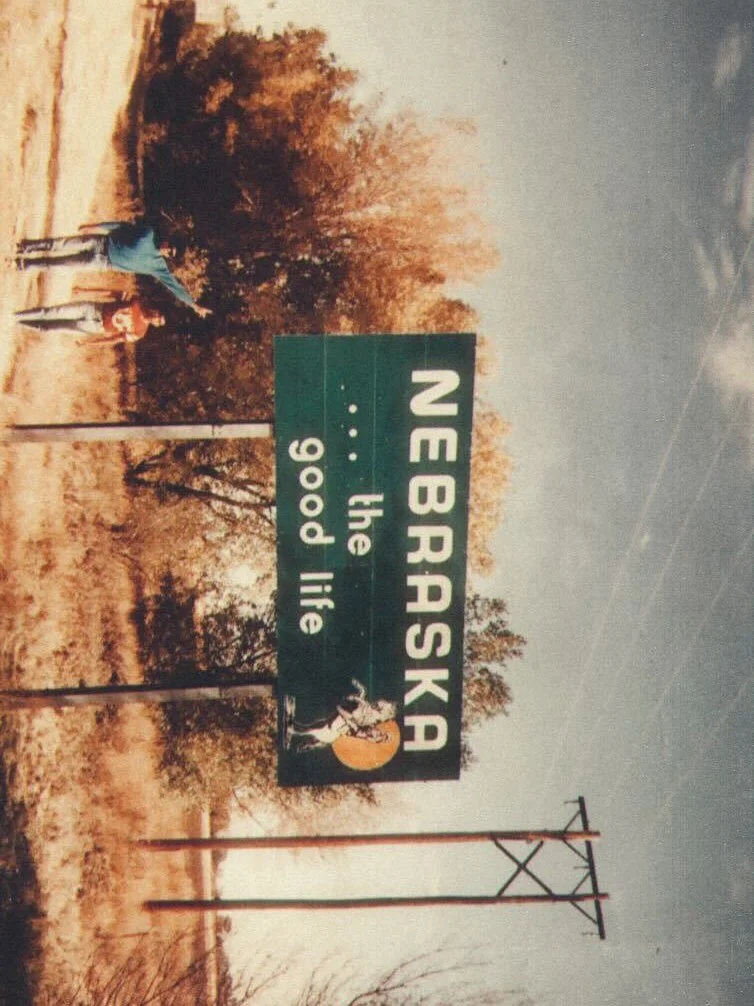 NEBRASKA
....the
good life